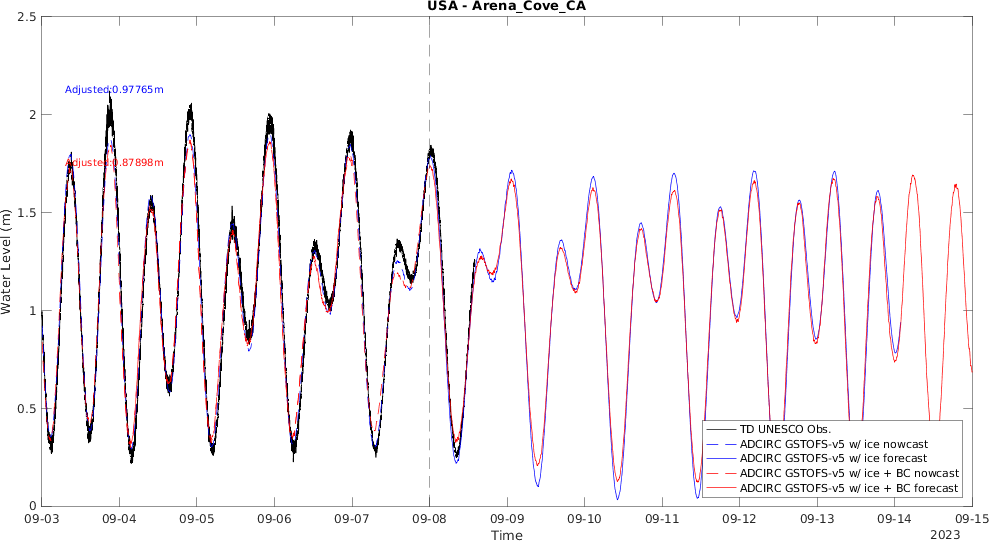 USA - Arena_Cove_CA
2.5
2
1.5
1
0.5
0
Water Level (m)
Adjusted:0.97765m
Adjusted:0.87898m
TD UNESCO Obs.
ADCIRC GSTOFS-v5 w/ ice nowcast
ADCIRC GSTOFS-v5 w/ ice forecast
ADCIRC GSTOFS-v5 w/ ice + BC nowcast
ADCIRC GSTOFS-v5 w/ ice + BC forecast
09-03 09-04 09-05 09-06 09-07 09-08 09-09 09-10 09-11 09-12 09-13 09-14 09-15
Time
2023